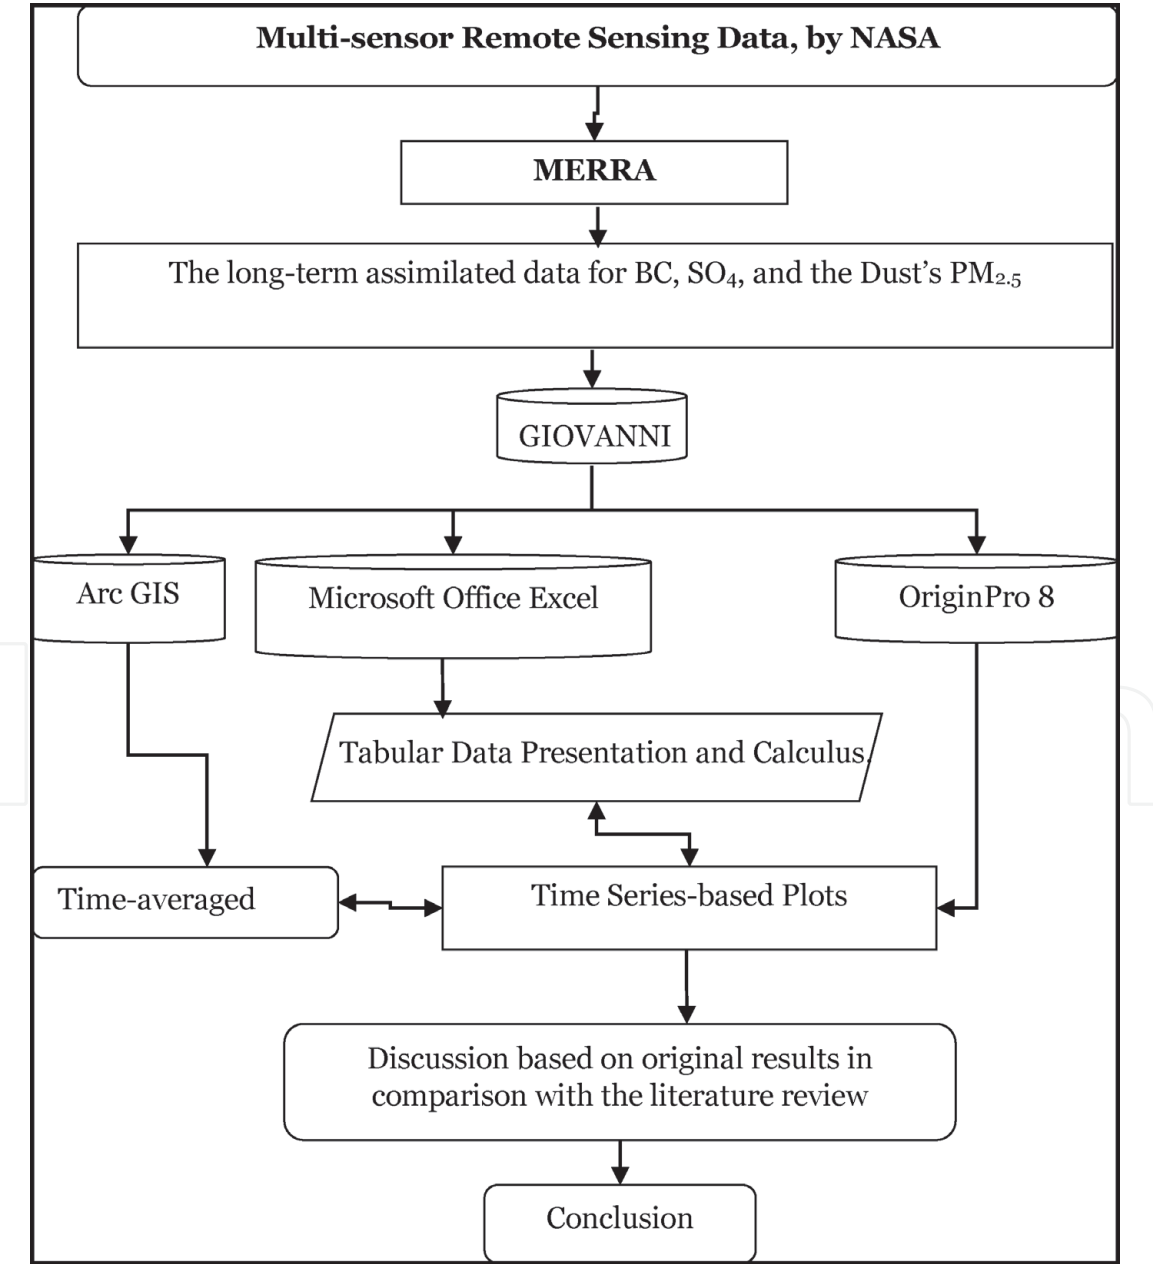 Multi-sensor Remote Sensing Data, by NASA
MERRA
The long-term assimilated data for BC, SO₄, and the Dust’s PM₂.₅
GIOVANNI
Arc GIS
Microsoft Office Excel
OriginPro 8
Tabular Data Presentation and Calculus.
Time-averaged
Time Series-based Plots
Discussion based on original results in
comparison with the literature review
Conclusion